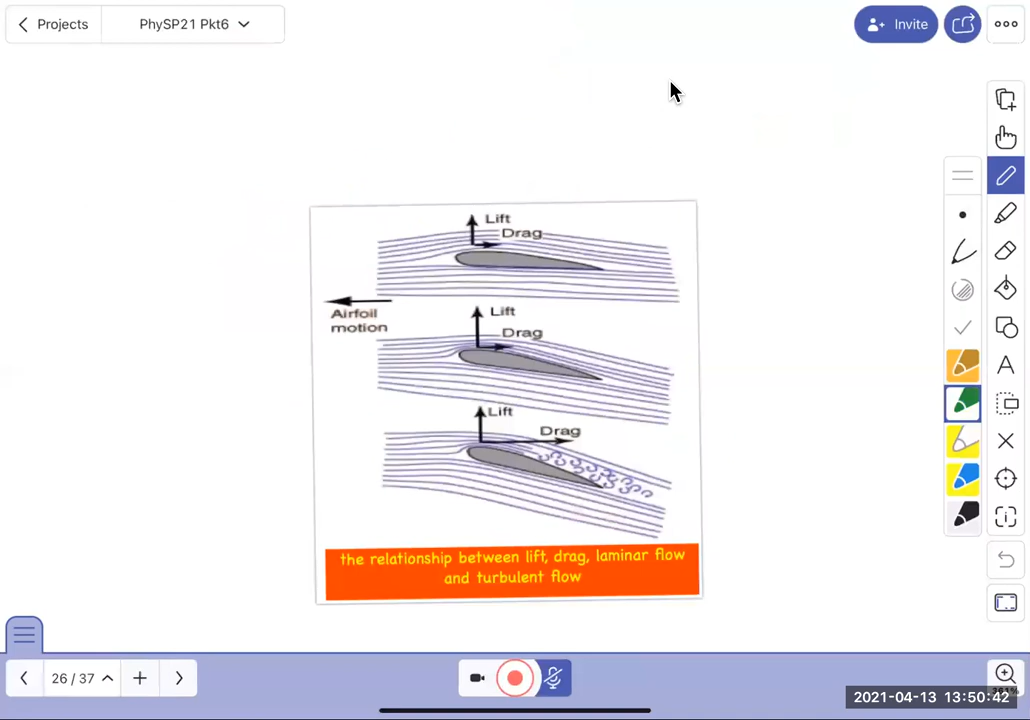 Projects
PhySP21 Pkt6
Invite
Lift
Drag
Airfoil
motion
Lift
Drag
Lift
Drag
the relationship between lift, drag, laminar flow
and turbulent flow
A
26 / 37
2021-04-13 13:50:42